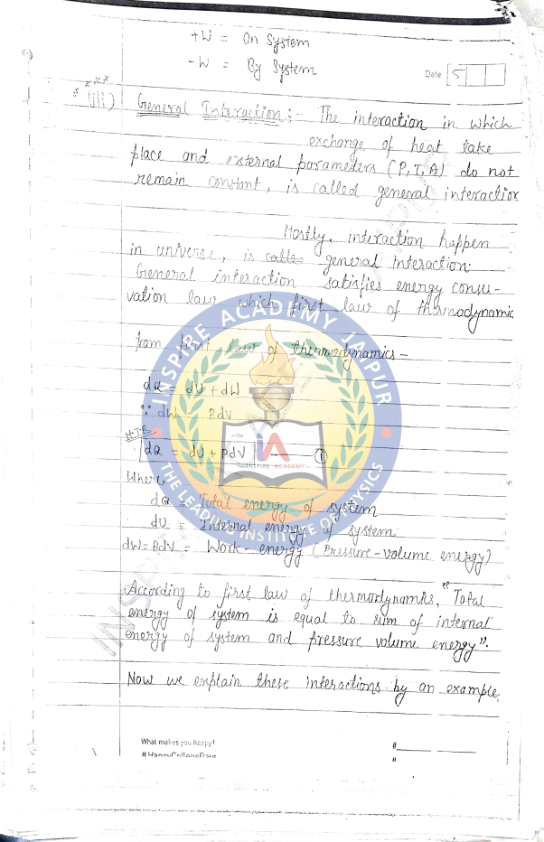 +W = On System
-W = By System
Date 5
(iii) General Interaction :- The interaction in which
exchange of heat take
place and external parameters (P, T, A) do not
remain constant, is called general interaction
Mostly, interaction happen
in universe, is calle general interaction.
General interaction satisfies energy consu-
vation law which first law of thermodynamic
from first law of thermodynamics -
dQ = dU + dW
∵ dW = PdV
dQ = dU + PdV - ①
Where,
dQ = Total energy of system
dU = Internal energy of system.
dW = PdV = Work energy (Pressure-volume energy)
According to first law of thermodynamics, "Total
energy of system is equal to sum of internal
energy of system and pressure volume energy".
Now we explain these interactions by an example.
What makes you happy?
#
#
INSPIRE ACADEMY JAIPUR
INSPIRE ACADEMY
THE LEADING INSTITUTE OF PHYSICS